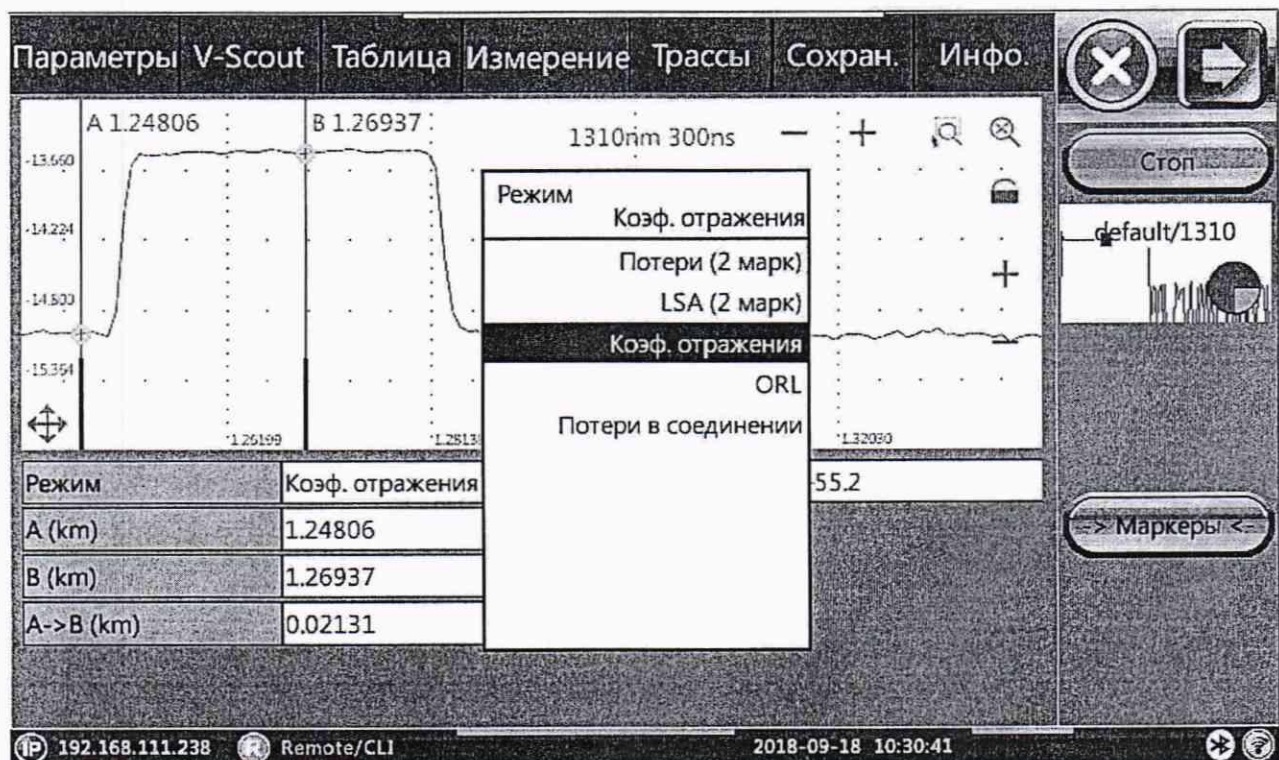 Параметры V-Scout Таблица Измерение Трассы Сохран. Инфо.
A 1.24806 B 1.26937 1310nm 300ns
Стоп
-13.660
-14.224
-15.354
default/1310
Режим
Коэф. отражения
Потери (2 марк)
LSA (2 марк)
Коэф. отражения
ORL
Потери в соединении
1.26199 1.32030
Режим Коэф. отражения -55.2
A (km) 1.24806
B (km) 1.26937
A->B (km) 0.02131
-> Маркеры <-
IP 192.168.111.238 R Remote/CLI 2018-09-18 10:30:41